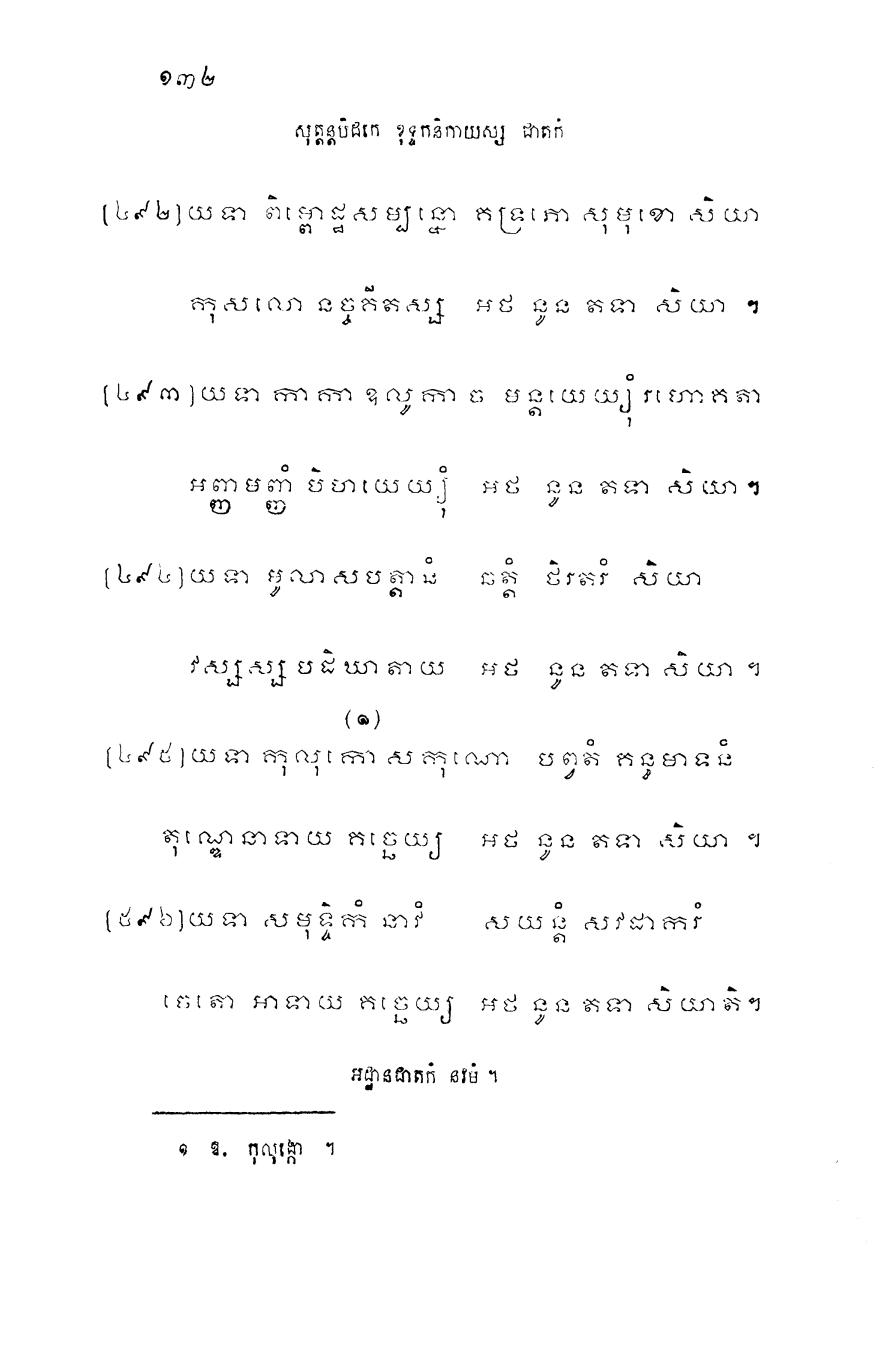 ១៣២
សុត្តន្តបិដកេ ខុទ្ទកនិកាយស្ស ជាតកំ
[៤៩២] យទា ពិម្ពោដ្ឋសម្បន្នោ គទ្រភោ សុមុខោ សិយា
កុសលោ នច្ចគីតស្ស អថ នូន តទា សិយា ។
[៤៩៣] យទា កាកា ឧលូកា ច មន្តយេយ្យុំ រហោគតា
អញ្ញាមញ្ញំ បិហយេយ្យុំ អថ នូន តទា សិយា ។
[៤៩៤] យទា មូលាសបត្តានំ ឆត្តំ ថិរតរំ សិយា
វស្សស្ស បដិឃាតាយ អថ នូន តទា សិយា ។
(១)
[៤៩៥] យទា កុលុកោ សកុណោ បព្វតំ គន្ធមាទនំ
តុណ្ឌេនាទាយ គច្ឆេយ្យ អថ នូន តទា សិយា ។
[៥៩៦] យទា សមុទ្ទិកំ នាវំ សយន្តំ សវដាករំ
ចេតោ អាទាយ គច្ឆេយ្យ អថ នូន តទា សិយាតិ។
អដ្ឋានជាតកំ នវមំ ។
១ ឱ. កុលុង្កោ ។